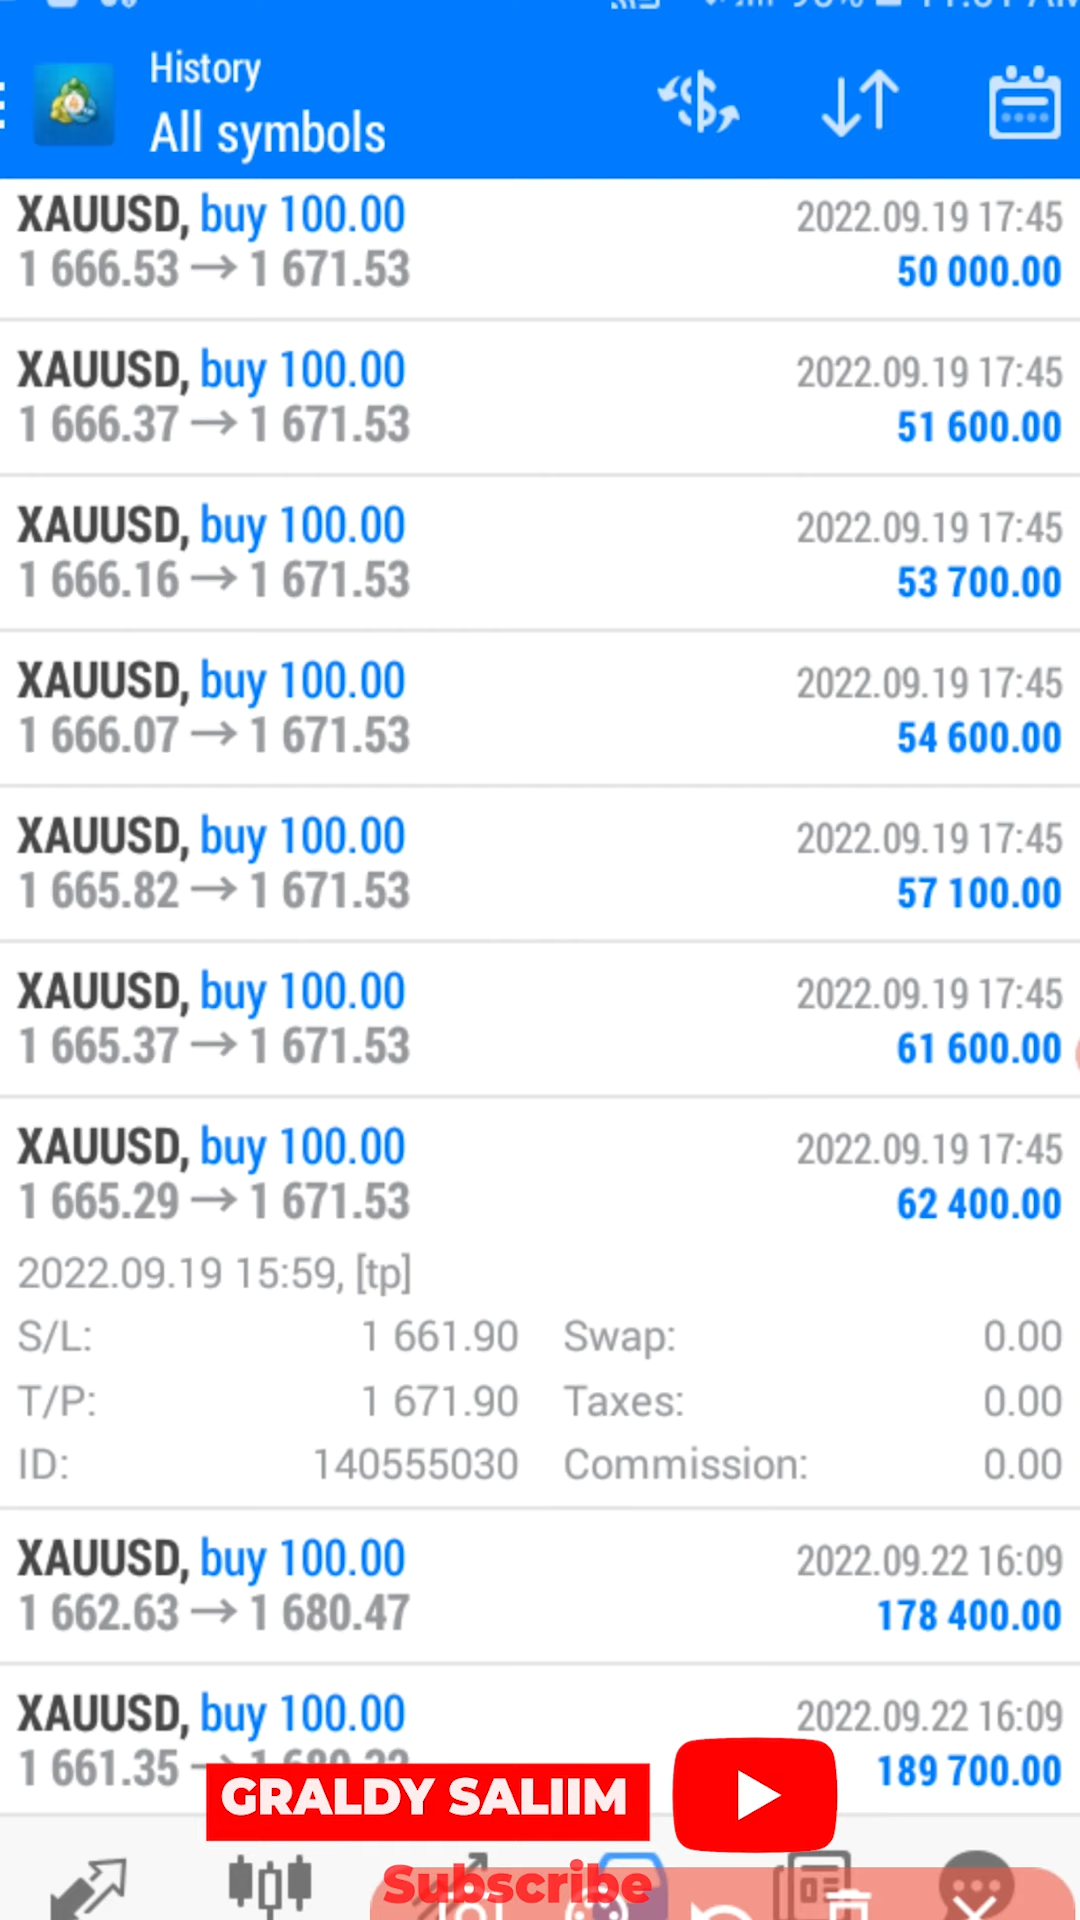 History
All symbols
XAUUSD, buy 100.00 2022.09.19 17:45
1 666.53 → 1 671.53 50 000.00
XAUUSD, buy 100.00 2022.09.19 17:45
1 666.37 → 1 671.53 51 600.00
XAUUSD, buy 100.00 2022.09.19 17:45
1 666.16 → 1 671.53 53 700.00
XAUUSD, buy 100.00 2022.09.19 17:45
1 666.07 → 1 671.53 54 600.00
XAUUSD, buy 100.00 2022.09.19 17:45
1 665.82 → 1 671.53 57 100.00
XAUUSD, buy 100.00 2022.09.19 17:45
1 665.37 → 1 671.53 61 600.00
XAUUSD, buy 100.00 2022.09.19 17:45
1 665.29 → 1 671.53 62 400.00
2022.09.19 15:59, [tp]
S/L: 1 661.90 Swap: 0.00
T/P: 1 671.90 Taxes: 0.00
ID: 140555030 Commission: 0.00
XAUUSD, buy 100.00 2022.09.22 16:09
1 662.63 → 1 680.47 178 400.00
XAUUSD, buy 100.00 2022.09.22 16:09
1 661.35 189 700.00
GRALDY SALIIM
Subscribe